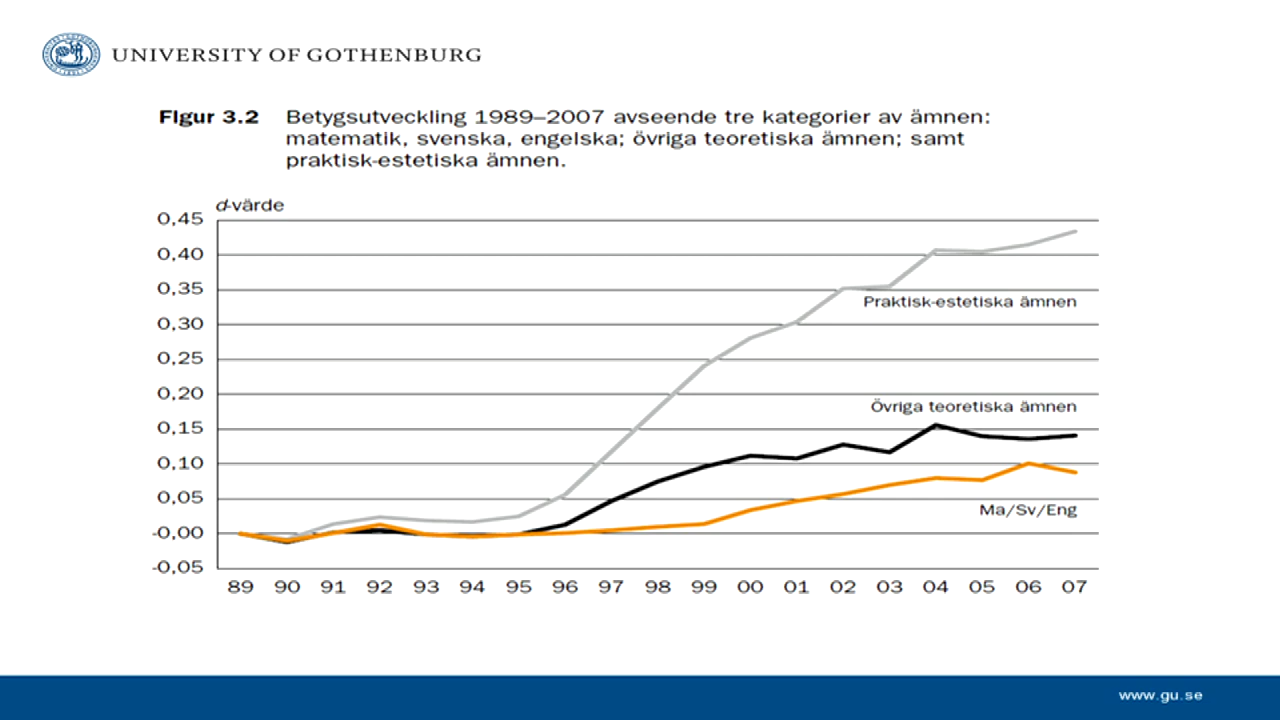 UNIVERSITY OF GOTHENBURG
Figur 3.2 Betygsutveckling 1989–2007 avseende tre kategorier av ämnen:
matematik, svenska, engelska; övriga teoretiska ämnen; samt
praktisk-estetiska ämnen.
d-värde
0,45
0,40
0,35
Praktisk-estetiska ämnen
0,30
0,25
0,20
Övriga teoretiska ämnen
0,15
0,10
0,05
Ma/Sv/Eng
-0,00
-0,05
89 90 91 92 93 94 95 96 97 98 99 00 01 02 03 04 05 06 07
www.gu.se